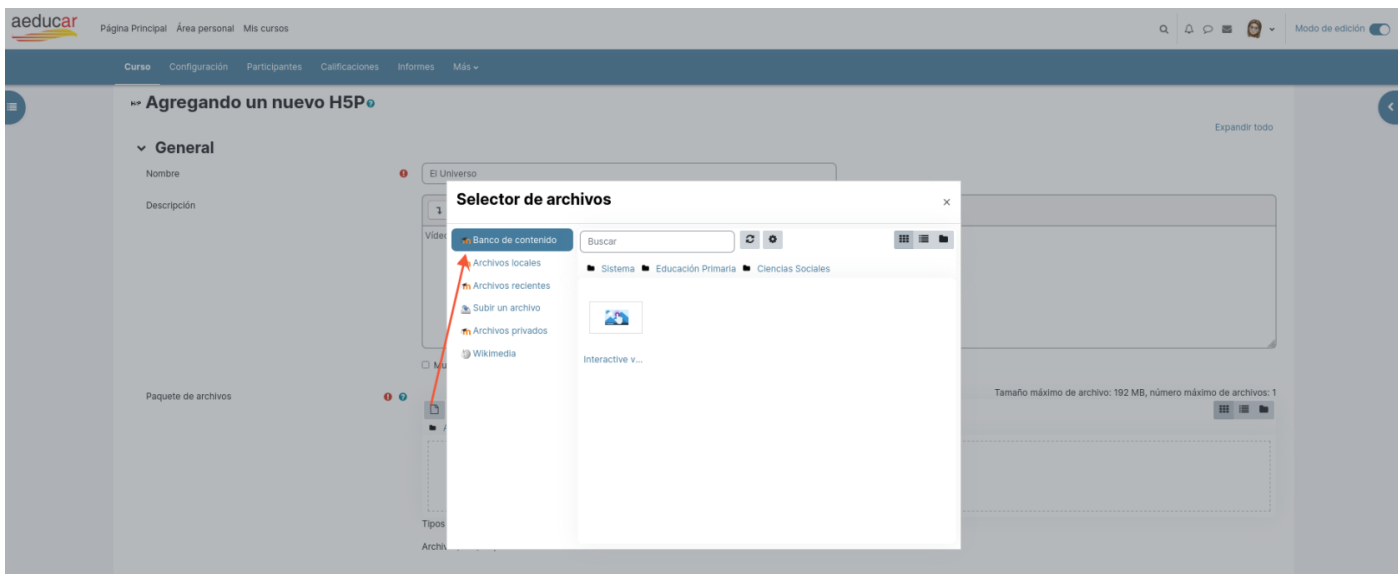 aeducar
Página Principal Área personal Mis cursos
Modo de edición
Curso Configuración Participantes Calificaciones Informes Más
H5P Agregando un nuevo H5P
Expandir todo
General
Nombre
El Universo
Selector de archivos
Descripción
Banco de contenido
Buscar
Archivos locales
Sistema Educación Primaria Ciencias Sociales
Archivos recientes
Subir un archivo
Archivos privados
Wikimedia
Interactive v...
Mu
Paquete de archivos
Tamaño máximo de archivo: 192 MB, número máximo de archivos: 1
Tipos